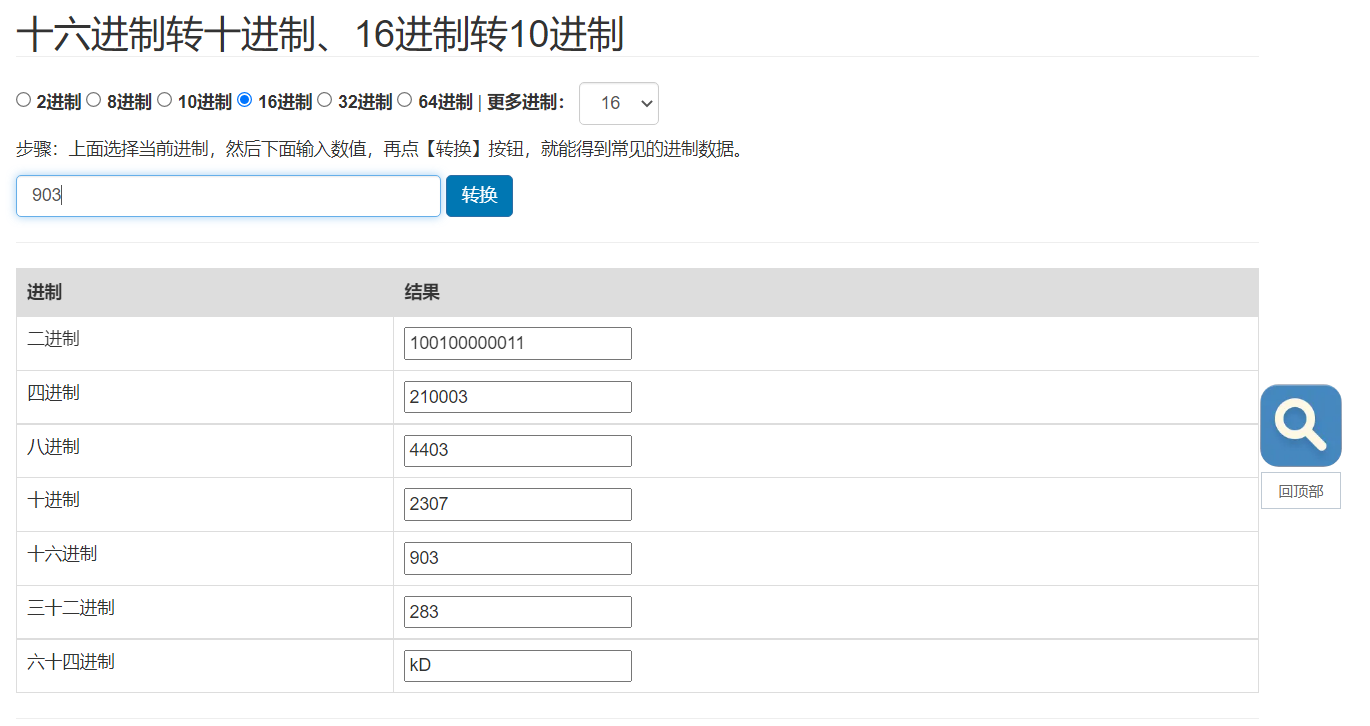 十六进制转十进制、16进制转10进制
2进制 8进制 10进制 16进制 32进制 64进制 | 更多进制： 16
步骤：上面选择当前进制，然后下面输入数值，再点【转换】按钮，就能得到常见的进制数据。
903 转换
进制 结果
二进制 100100000011
四进制 210003
八进制 4403
十进制 2307
回顶部
十六进制 903
三十二进制 283
六十四进制 kD